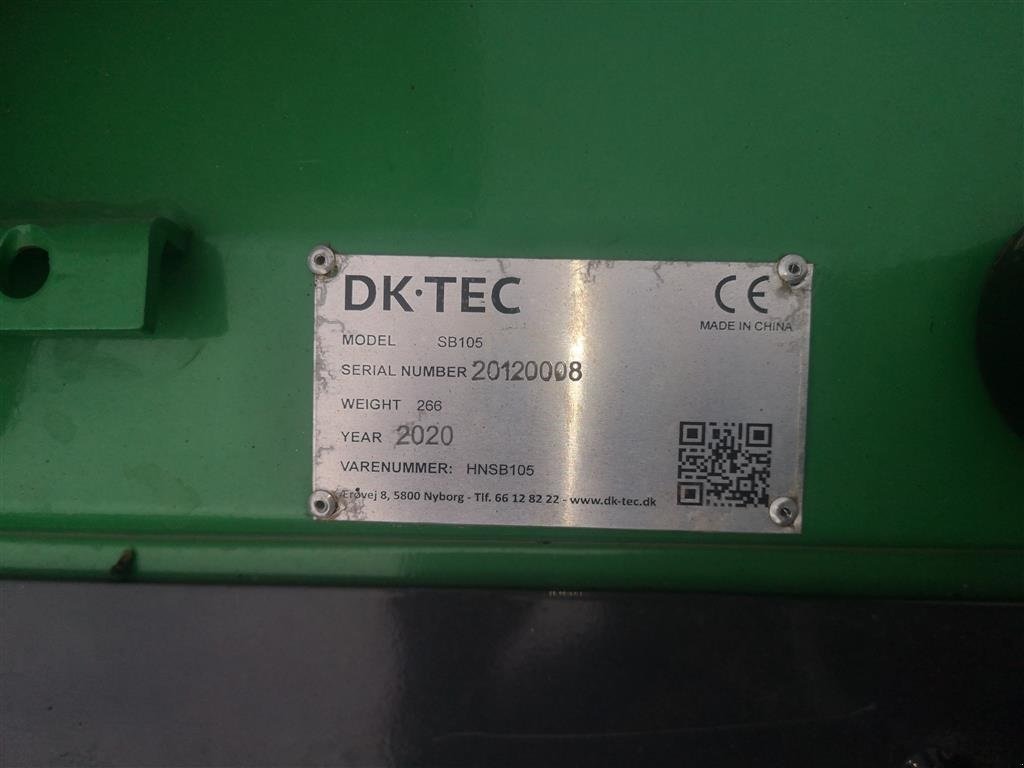 DK·TEC
CE
MADE IN CHINA
MODEL SB105
SERIAL NUMBER 20120008
WEIGHT 266
YEAR 2020
VARENUMMER: HNSB105
Ærøvej 8, 5800 Nyborg - Tlf. 66 12 82 22 - www.dk-tec.dk